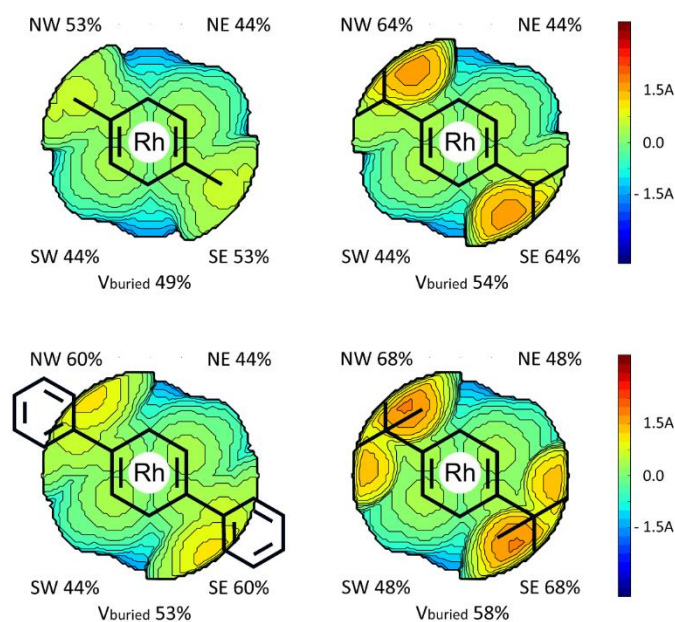 NW 53% NE 44% NW 64% NE 44%
Rh Rh
1.5A
0.0
- 1.5A
SW 44% SE 53% SW 44% SE 64%
Vburied 49% Vburied 54%
NW 60% NE 44% NW 68% NE 48%
Rh Rh
1.5A
0.0
- 1.5A
SW 44% SE 60% SW 48% SE 68%
Vburied 53% Vburied 58%